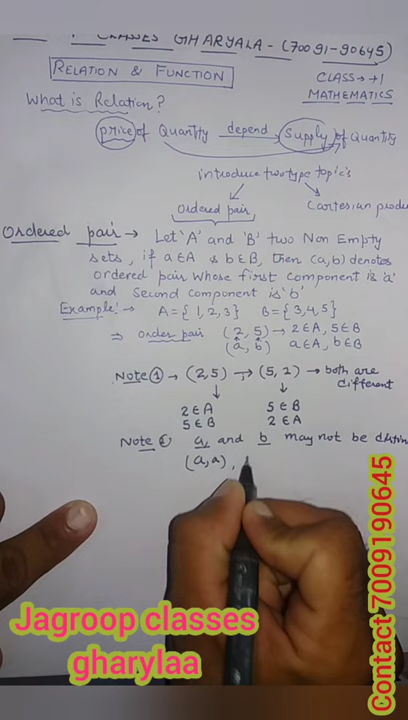 CLASSES GHARYALA - (70091-90645)
RELATION & FUNCTION
CLASS → +1
MATHEMATICS
What is Relation?
price of Quantity depend Supply of Quantity
introduce two type topics
Ordered pair
Cartesian produc
Ordered pair → Let 'A' and 'B' two Non Empty
sets, if a ∈ A & b ∈ B, then (a, b) denotes
ordered pair whose first component is 'a'
and second component is 'b'
Example:→ A = {1, 2, 3} B = {3, 4, 5}
⇒ order pair (2, 5) → 2 ∈ A, 5 ∈ B
(a, b) a ∈ A, b ∈ B
Note ① → (2, 5) → (5, 2) → both are
different
2 ∈ A 5 ∈ B
5 ∈ B 2 ∈ A
Note ② a, and b may not be distin
(a, a),
Jagroop classes
gharylaa
Contact 7009190645